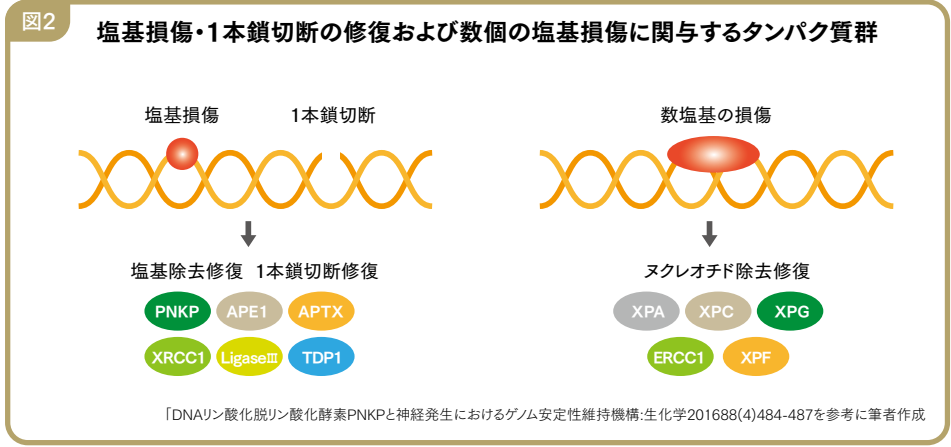 図2
塩基損傷・1本鎖切断の修復および数個の塩基損傷に関与するタンパク質群
塩基損傷 1本鎖切断
数塩基の損傷
塩基除去修復 1本鎖切断修復
PNKP APE1 APTX
XRCC1 LigaseⅢ TDP1
ヌクレオチド除去修復
XPA XPC XPG
ERCC1 XPF
「DNAリン酸化脱リン酸化酵素PNKPと神経発生におけるゲノム安定性維持機構:生化学201688(4)484-487を参考に筆者作成